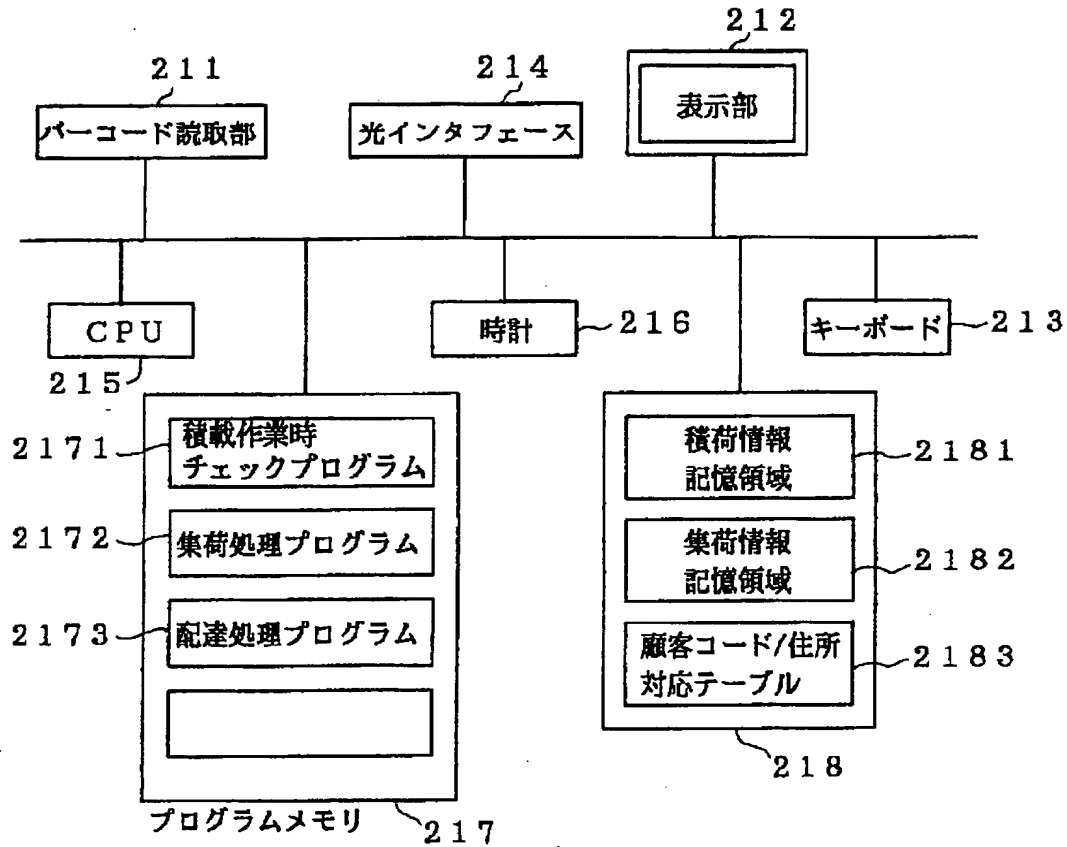 212
211
214
表示部
バーコード読取部
光インタフェース
CPU
215
時計
216
キーボード
213
2171
積載作業時
チェックプログラム
2172
集荷処理プログラム
2173
配達処理プログラム
プログラムメモリ
217
積荷情報
記憶領域
2181
集荷情報
記憶領域
2182
顧客コード/住所
対応テーブル
2183
218